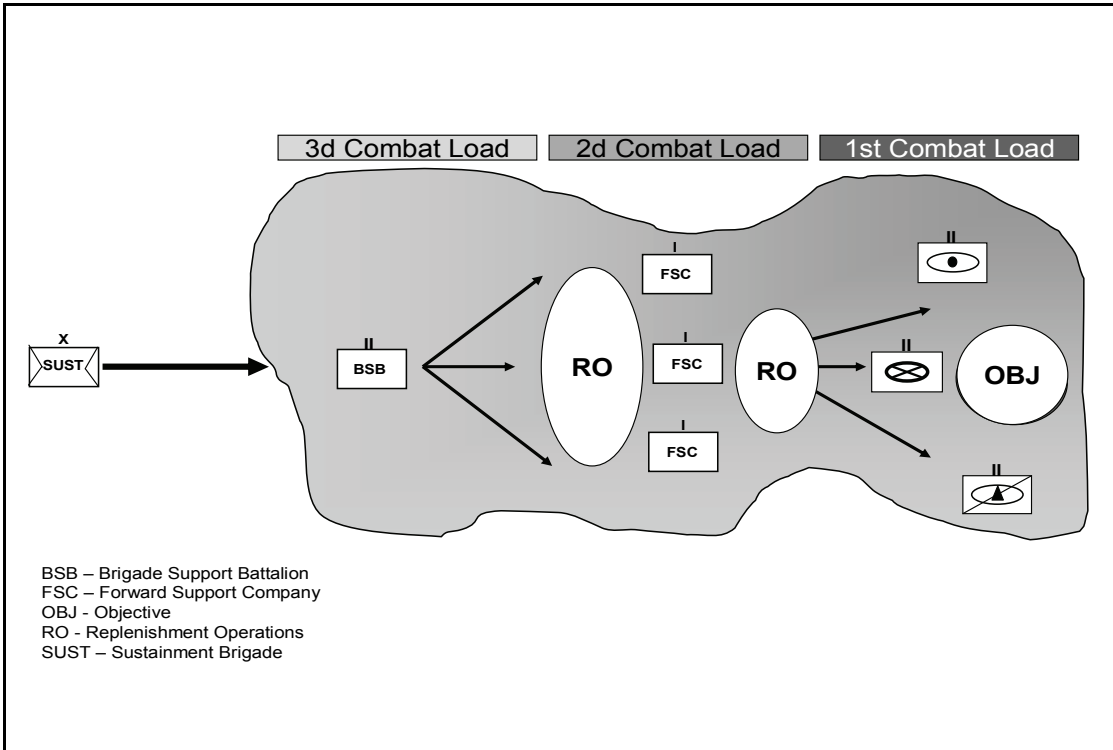 3d Combat Load 2d Combat Load 1st Combat Load
II
I
FSC
X
SUST
II
BSB
RO
I
FSC
RO
II
OBJ
I
FSC
II
BSB – Brigade Support Battalion
FSC – Forward Support Company
OBJ - Objective
RO - Replenishment Operations
SUST – Sustainment Brigade